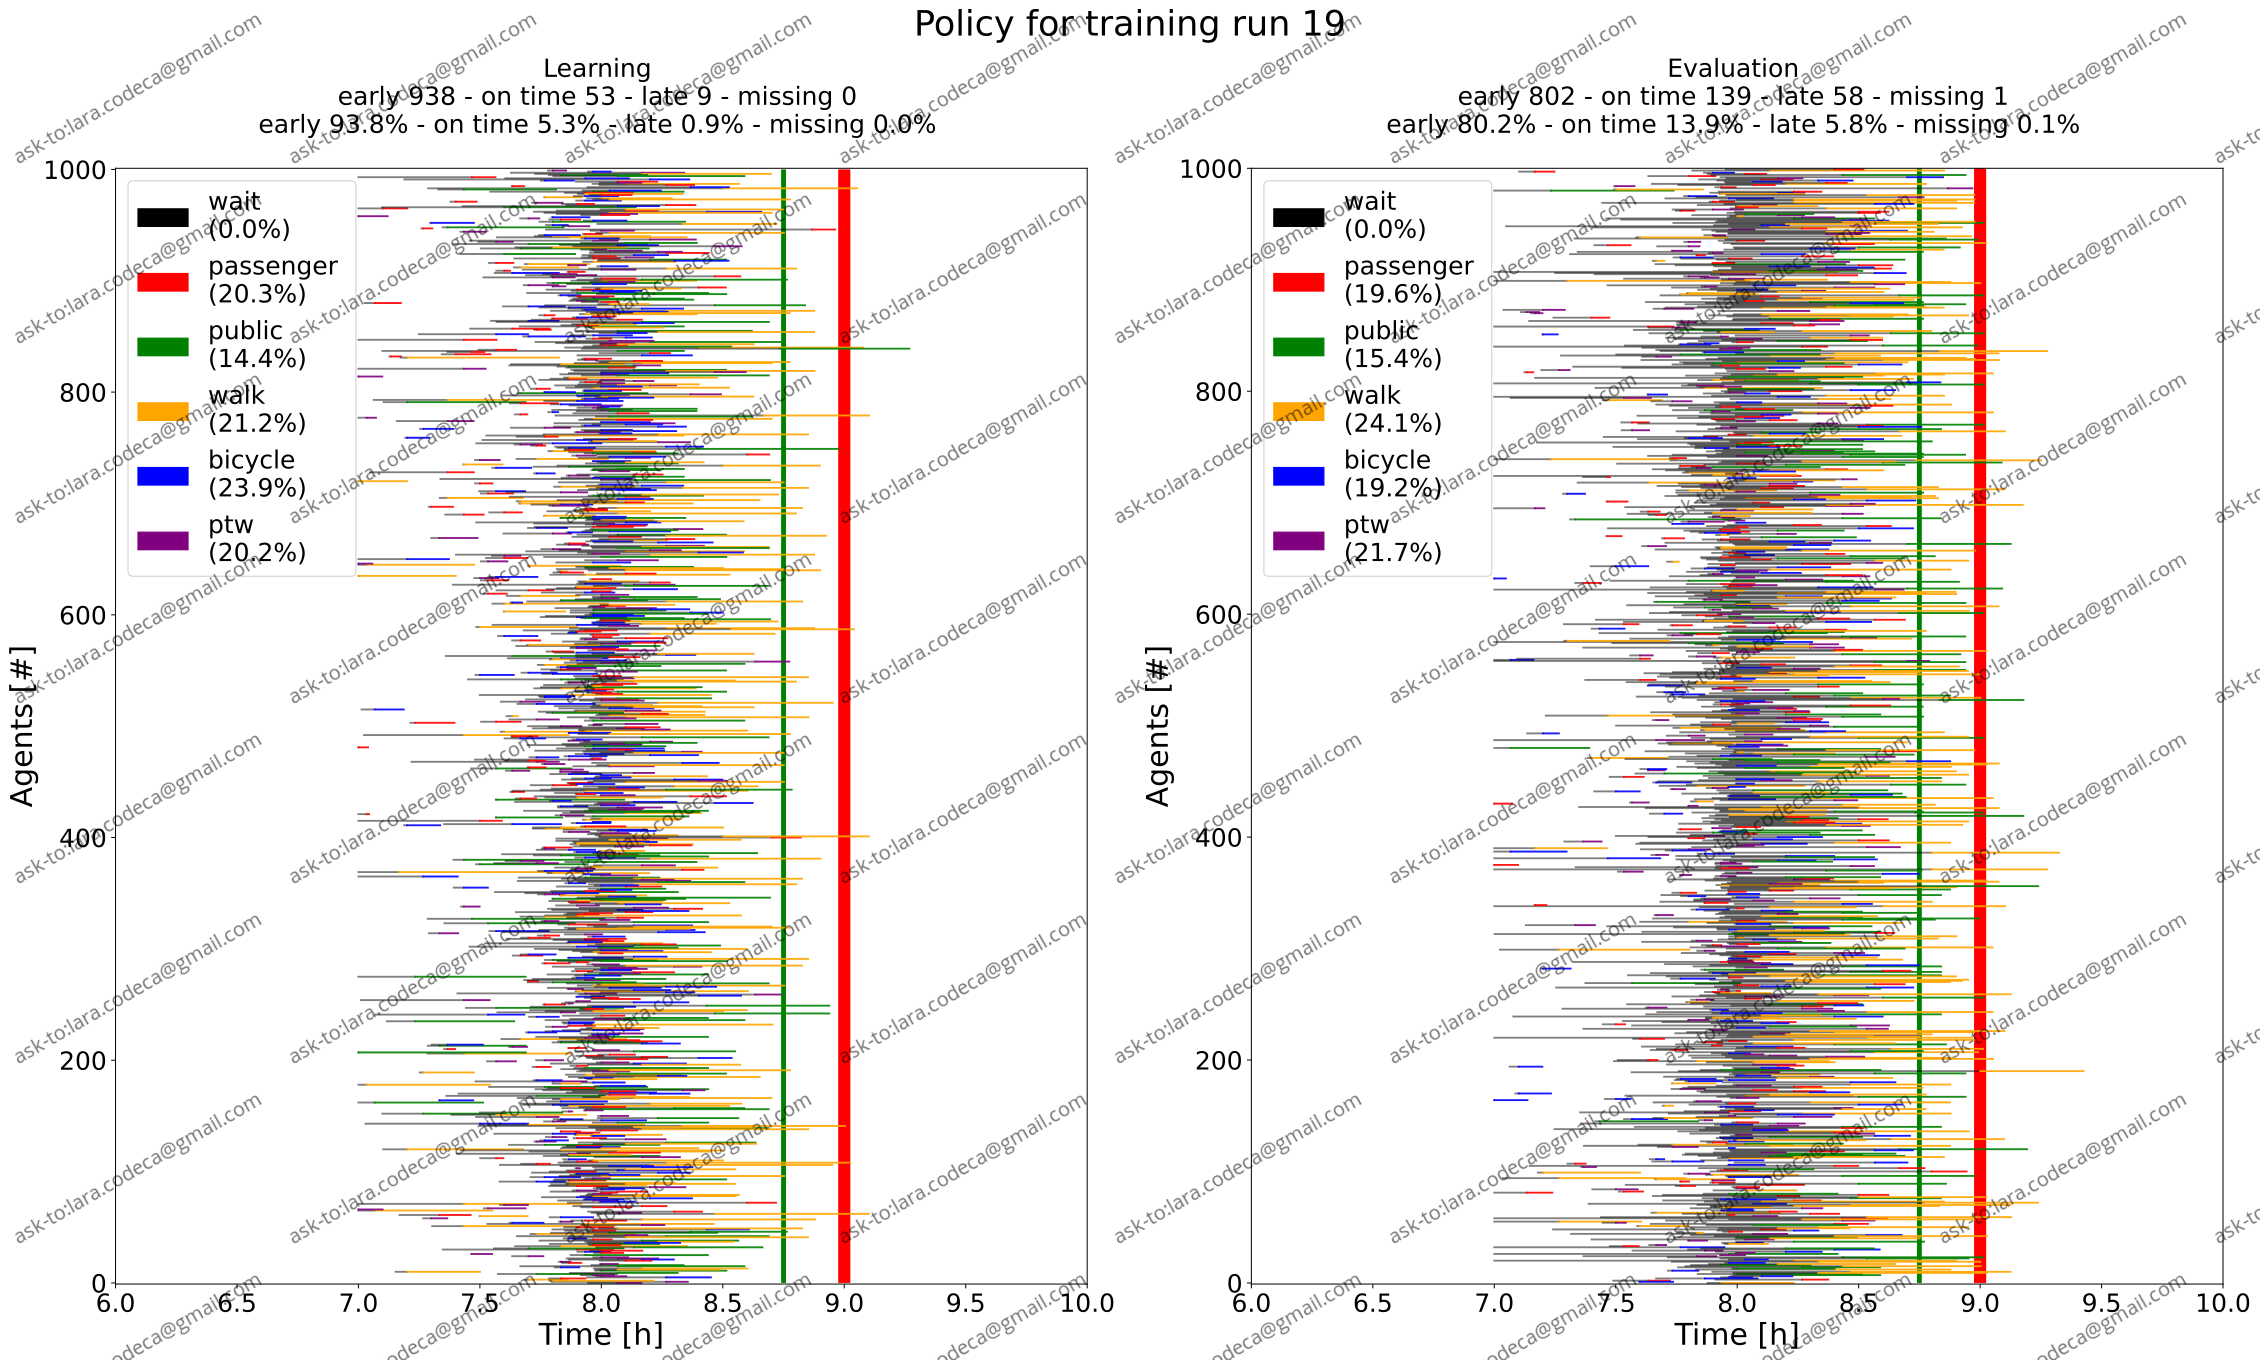 Policy for training run 19
Learning
early 938 - on time 53 - late 9 - missing 0
early 93.8% - on time 5.3% - late 0.9% - missing 0.0%
1000
800
600
400
200
0
Agents [#]
wait
(0.0%)
passenger
(20.3%)
public
(14.4%)
walk
(21.2%)
bicycle
(23.9%)
ptw
(20.2%)
6.0 6.5 7.0 7.5 8.0 8.5 9.0 9.5 10.0
Time [h]
Evaluation
early 802 - on time 139 - late 58 - missing 1
early 80.2% - on time 13.9% - late 5.8% - missing 0.1%
1000
800
600
400
200
0
Agents [#]
wait
(0.0%)
passenger
(19.6%)
public
(15.4%)
walk
(24.1%)
bicycle
(19.2%)
ptw
(21.7%)
6.0 6.5 7.0 7.5 8.0 8.5 9.0 9.5 10.0
Time [h]
ask-to:lara.codeca@gmail.com